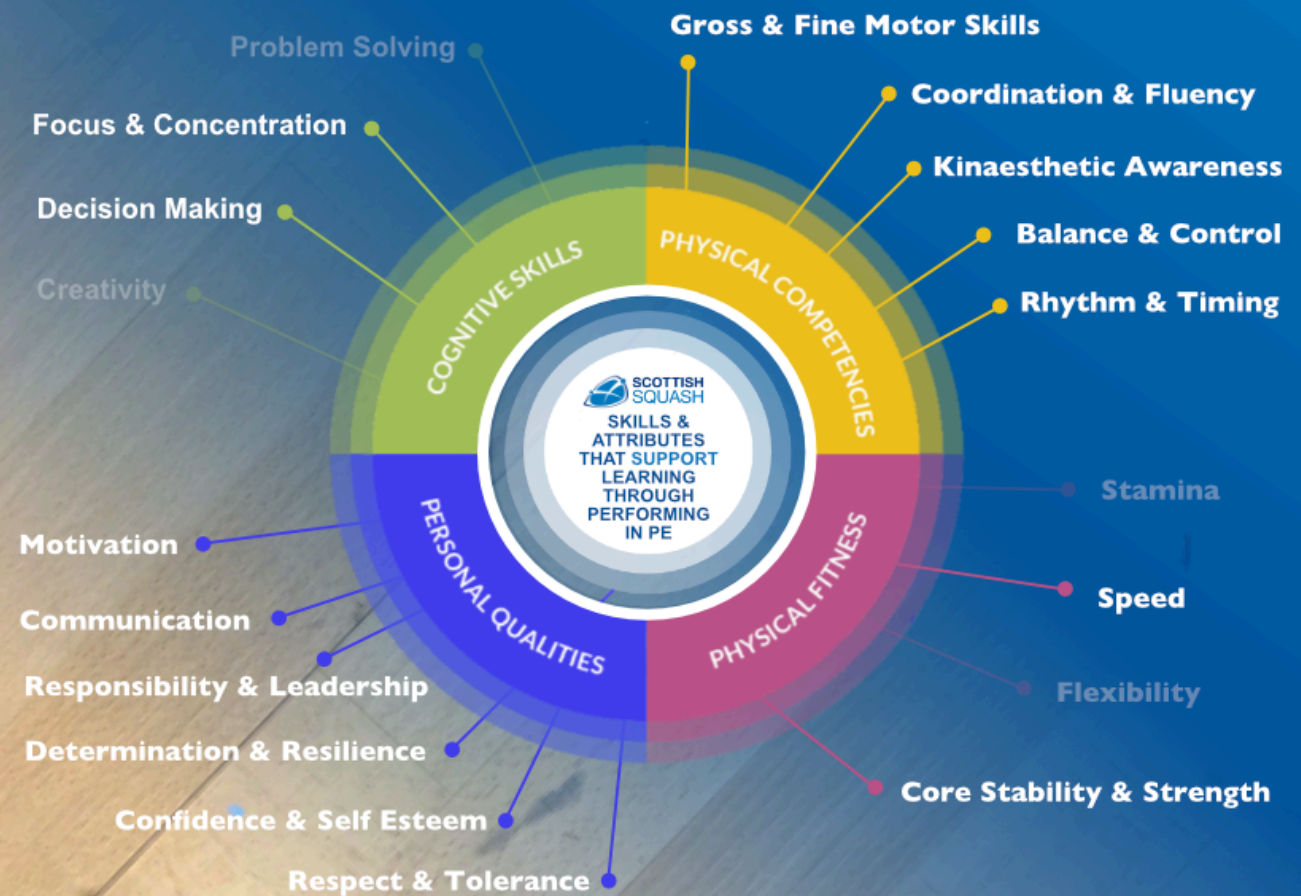 Problem Solving
Focus & Concentration
Decision Making
Creativity
Gross & Fine Motor Skills
Coordination & Fluency
Kinaesthetic Awareness
Balance & Control
Rhythm & Timing
COGNITIVE SKILLS
PHYSICAL COMPETENCIES
SCOTTISH
SQUASH
SKILLS &
ATTRIBUTES
THAT SUPPORT
LEARNING
THROUGH
PERFORMING
IN PE
PERSONAL QUALITIES
PHYSICAL FITNESS
Motivation
Communication
Responsibility & Leadership
Determination & Resilience
Confidence & Self Esteem
Respect & Tolerance
Stamina
Speed
Flexibility
Core Stability & Strength